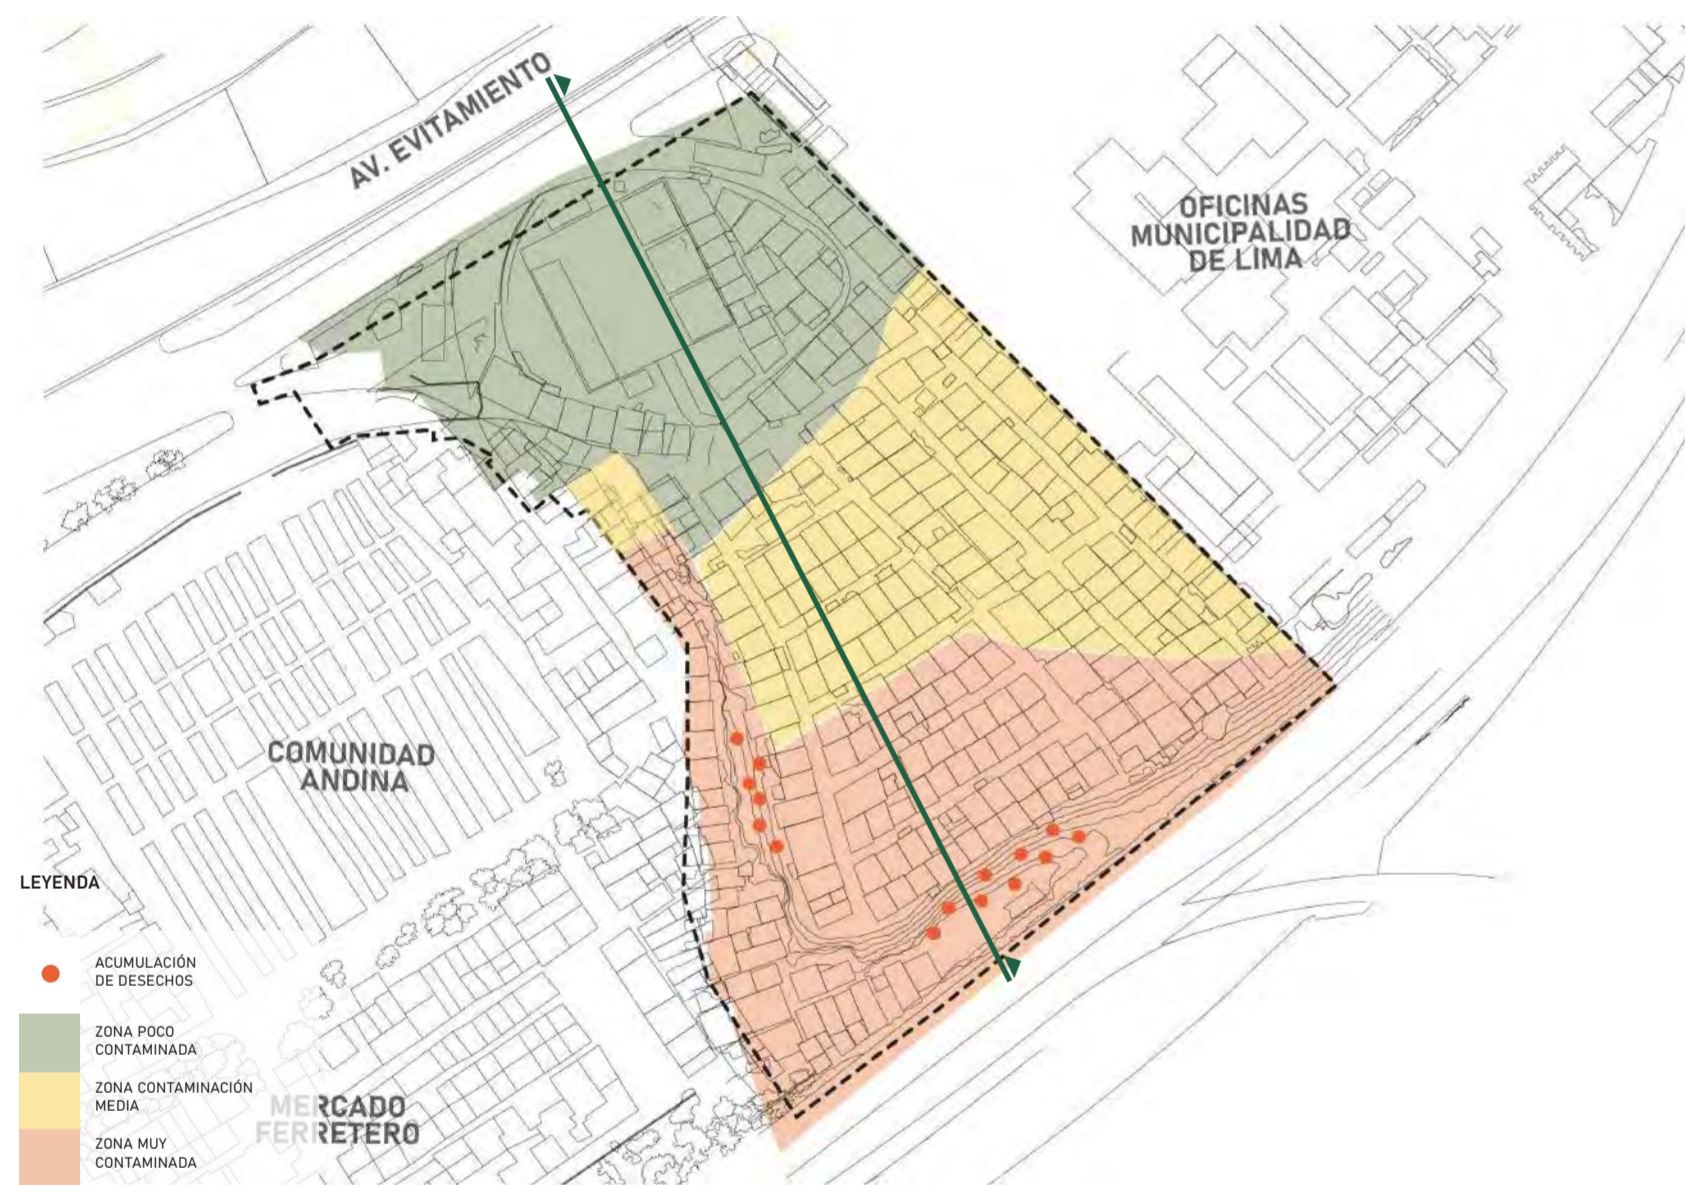 AV. EVITAMIENTO
OFICINAS
MUNICIPALIDAD
DE LIMA
COMUNIDAD
ANDINA
LEYENDA
ACUMULACIÓN
DE DESECHOS
ZONA POCO
CONTAMINADA
ZONA CONTAMINACIÓN
MEDIA
ZONA MUY
CONTAMINADA
MERCADO
FERRETERO